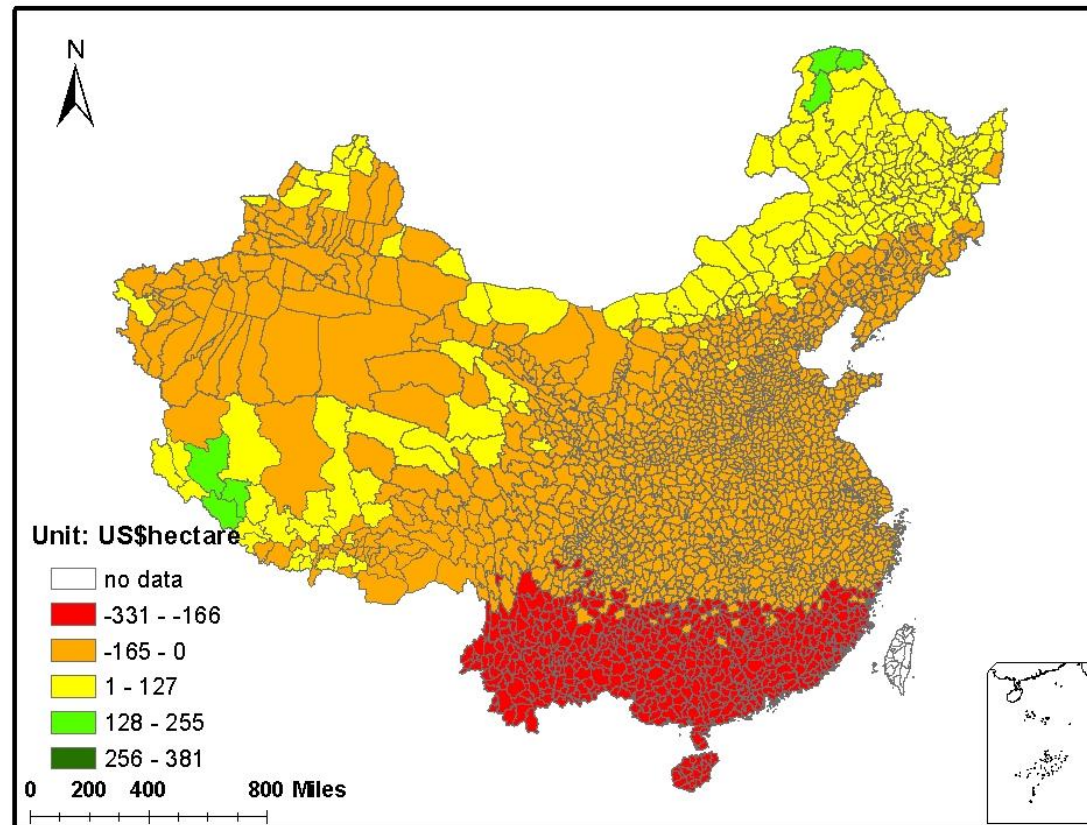 N
Unit: US$hectare
no data
-331 - -166
-165 - 0
1 - 127
128 - 255
256 - 381
0 200 400 800 Miles